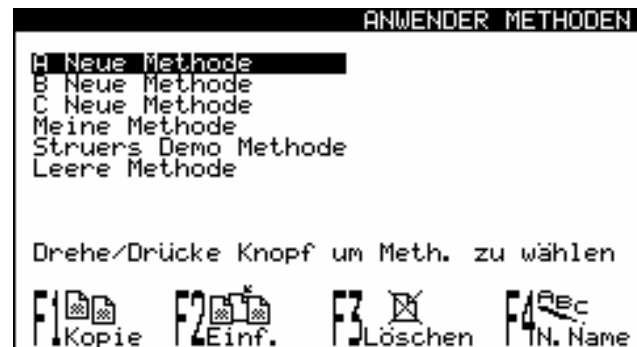 ANWENDER METHODEN
A Neue Methode
B Neue Methode
C Neue Methode
Meine Methode
Struers Demo Methode
Leere Methode
Drehe/Drücke Knopf um Meth. zu wählen
F1 Kopie F2 Einf. F3 Löschen F4 ABC N. Name